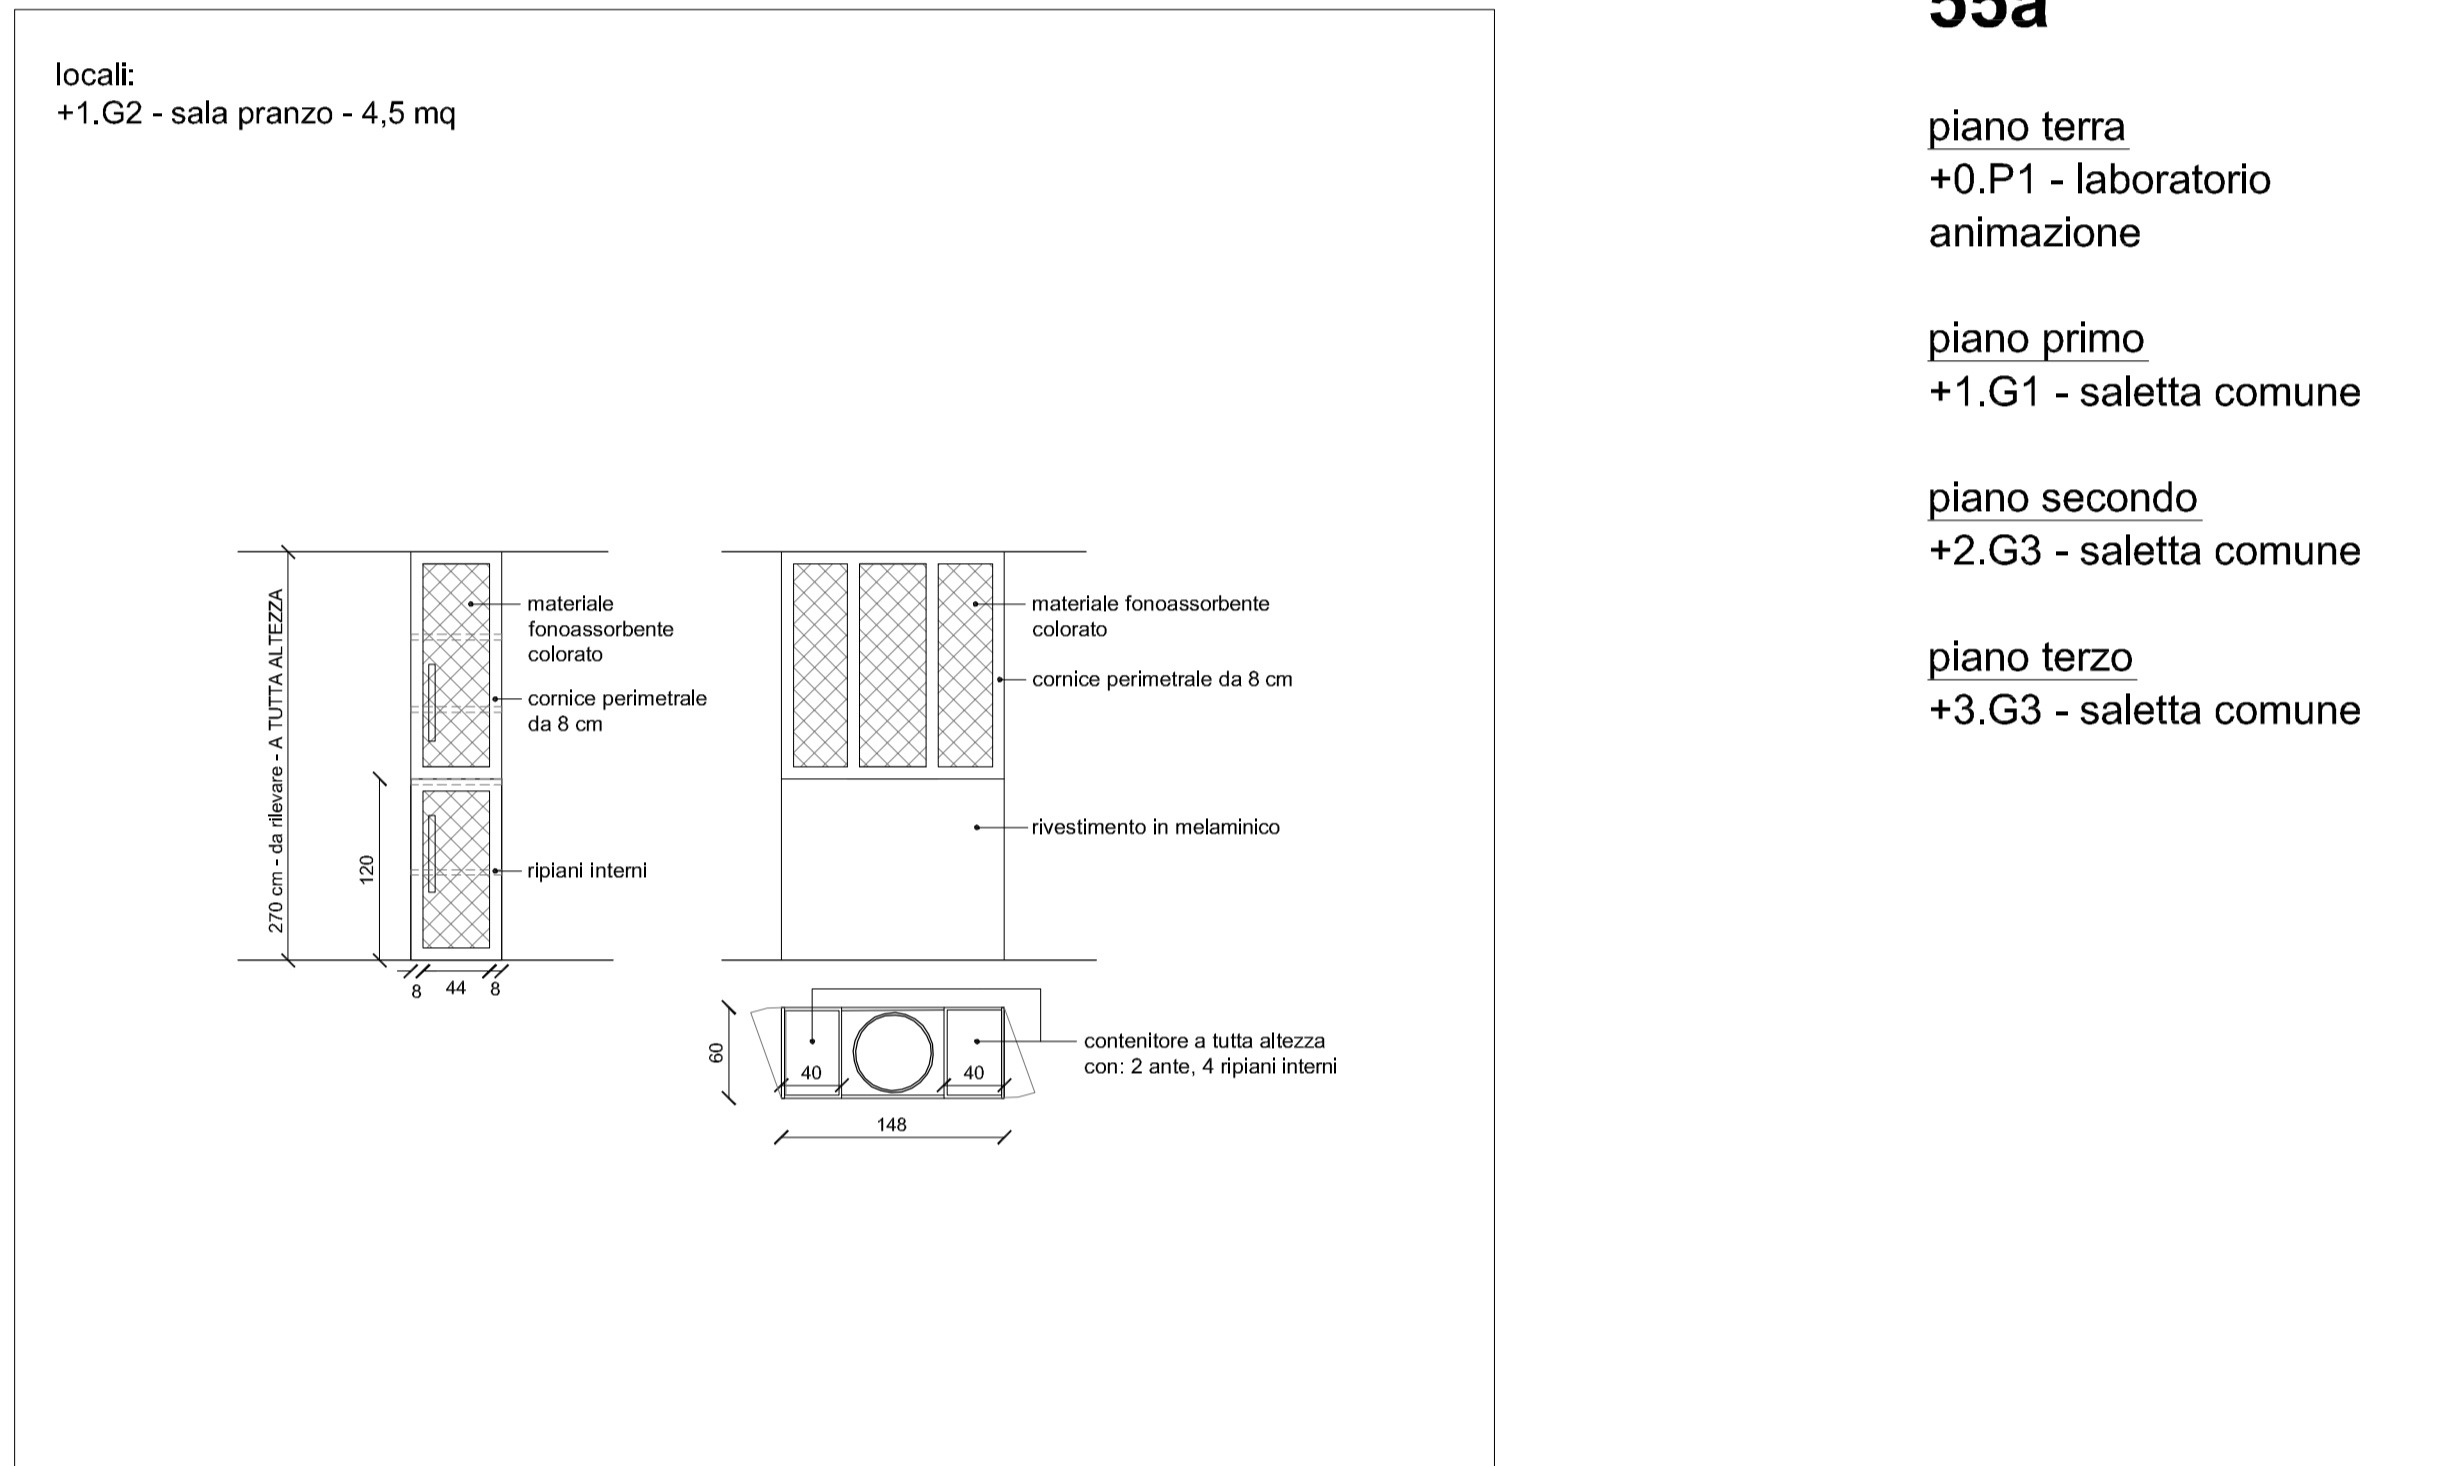 locali:
+1.G2 - sala pranzo - 4,5 mq
270 cm - da rilevare - A TUTTA ALTEZZA
120
materiale
fonoassorbente
colorato
cornice perimetrale
da 8 cm
ripiani interni
8
44
8
materiale fonoassorbente
colorato
cornice perimetrale da 8 cm
rivestimento in melaminico
60
40
40
148
contenitore a tutta altezza
con: 2 ante, 4 ripiani interni
55a
piano terra
+0.P1 - laboratorio
animazione
piano primo
+1.G1 - saletta comune
piano secondo
+2.G3 - saletta comune
piano terzo
+3.G3 - saletta comune